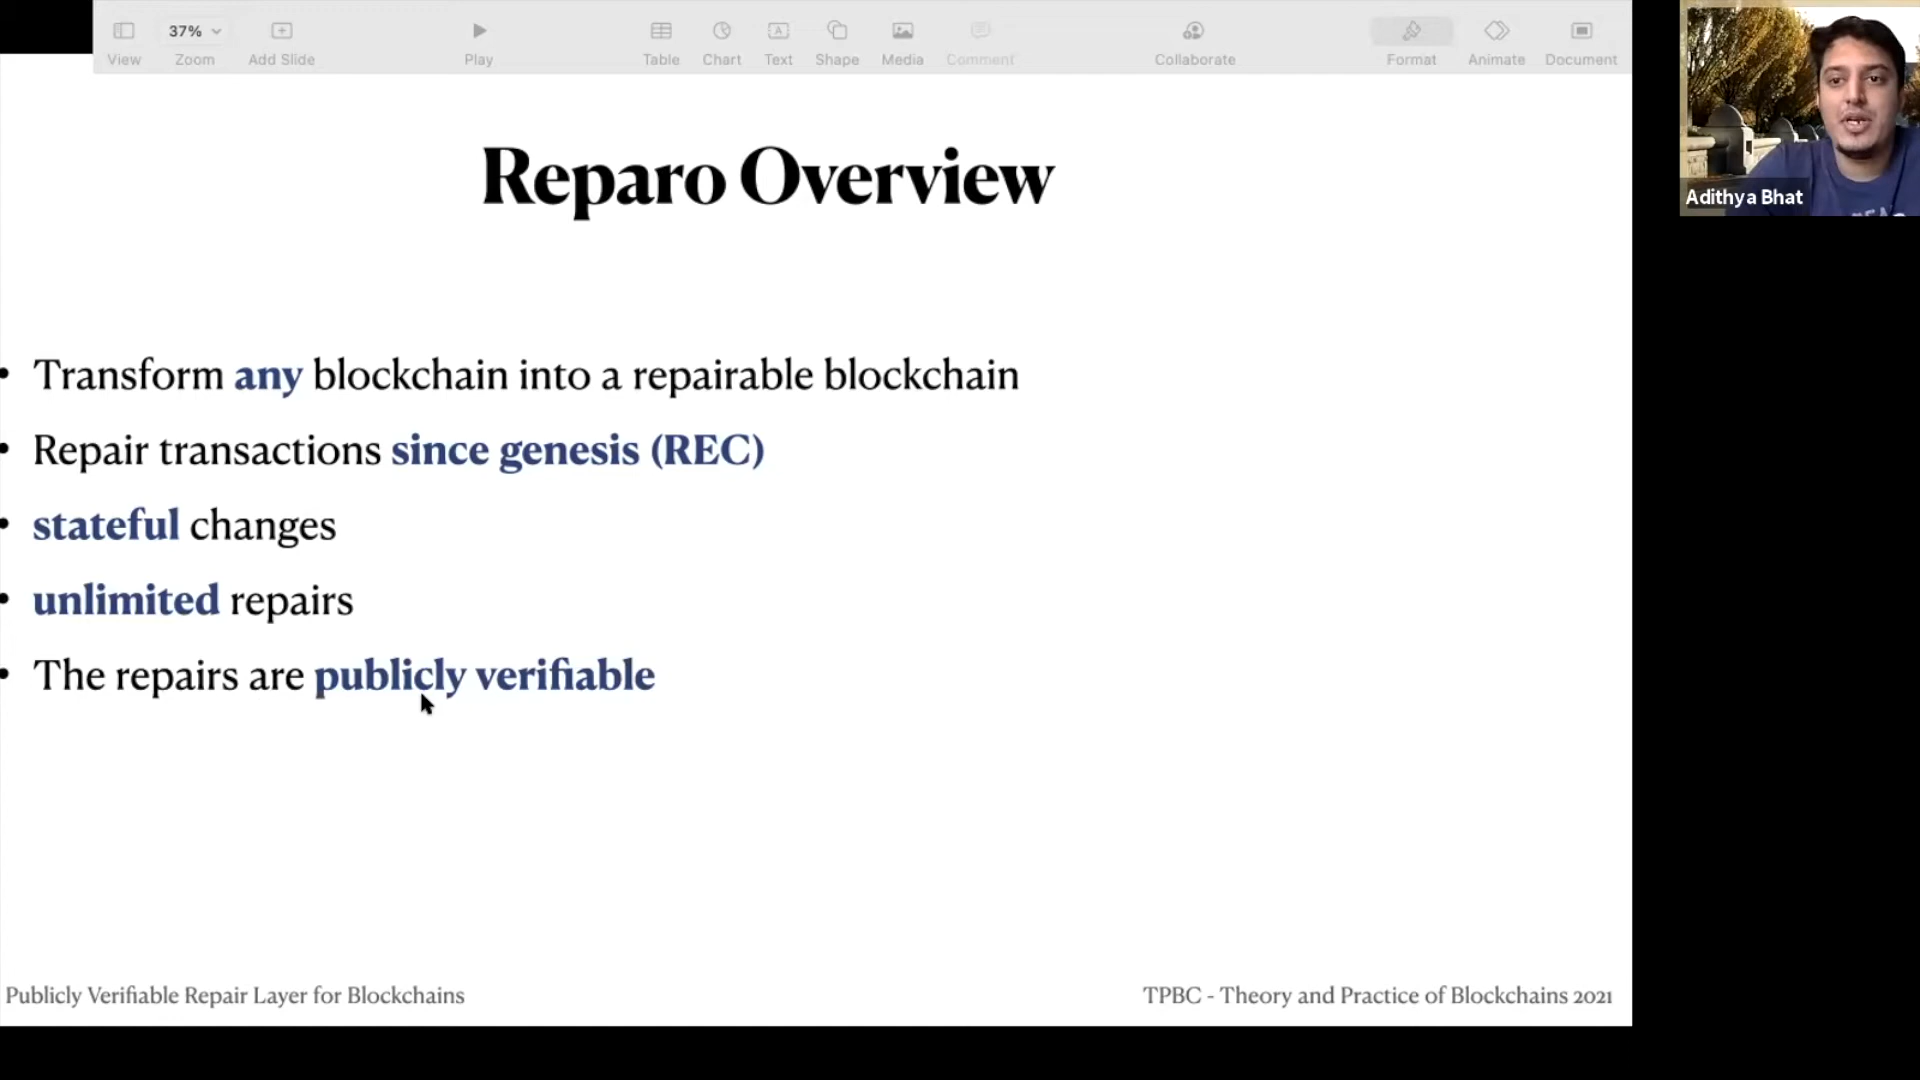 37%
View
Zoom
Add Slide
Play
Table
Chart
Text
Shape
Media
Comment
Collaborate
Format
Animate
Document
Adithya Bhat
Reparo Overview
• Transform any blockchain into a repairable blockchain
• Repair transactions since genesis (REC)
• stateful changes
• unlimited repairs
• The repairs are publicly verifiable
Publicly Verifiable Repair Layer for Blockchains
TPBC - Theory and Practice of Blockchains 2021